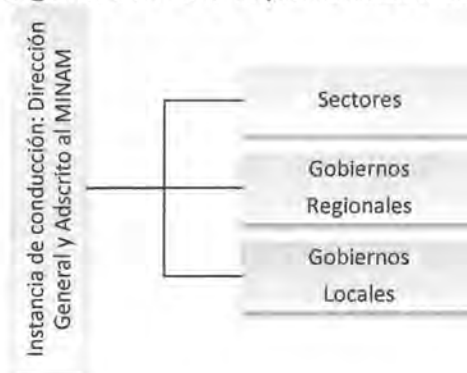 Instancia de conducción: Dirección
General y Adscrito al MINAM
Sectores
Gobiernos
Regionales
Gobiernos
Locales